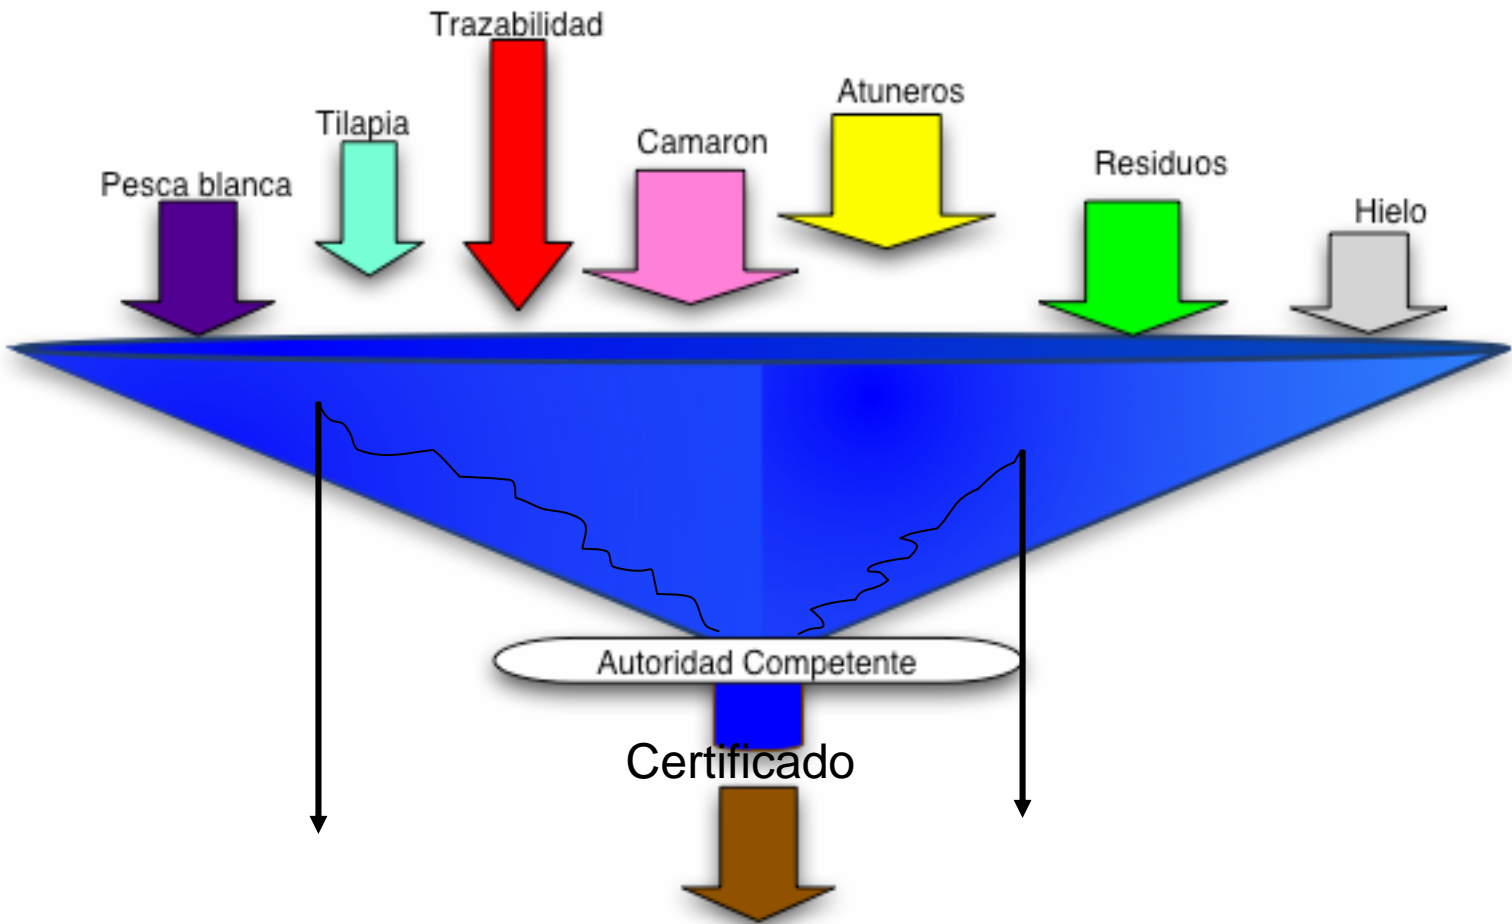 Trazabilidad
Atuneros
Tilapia
Camaron
Residuos
Pesca blanca
Hielo
Autoridad Competente
Certificado